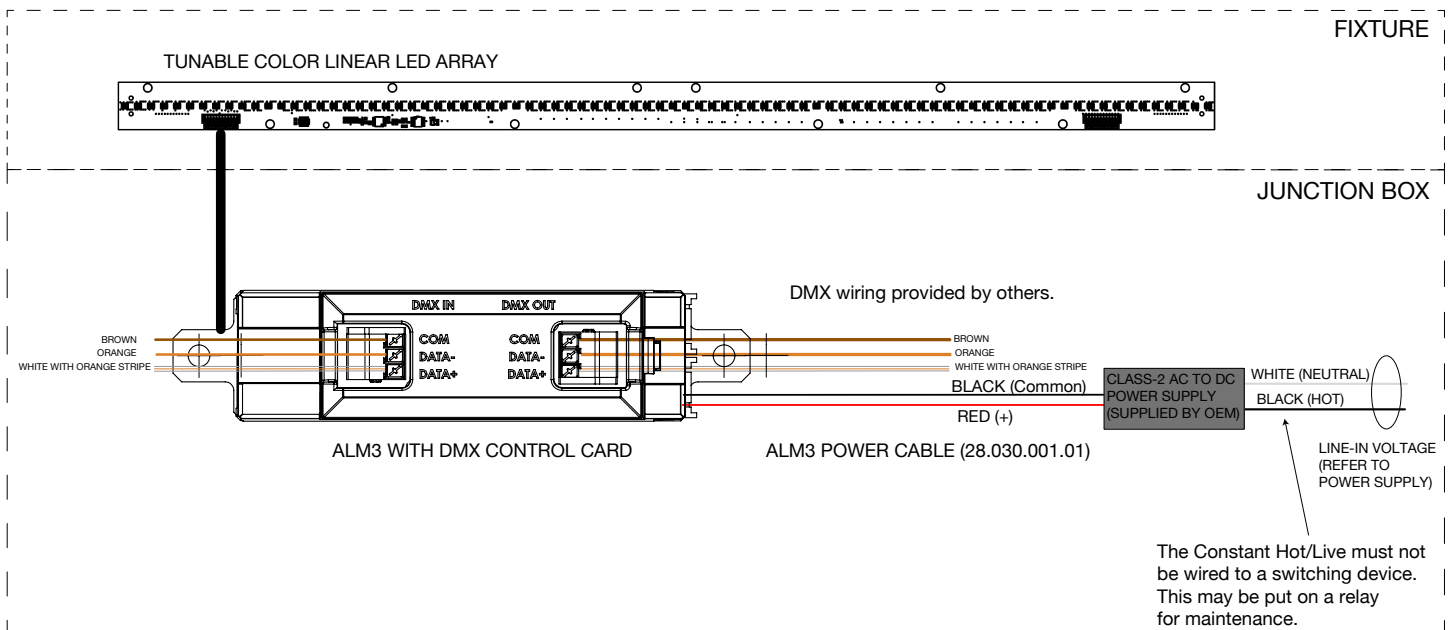 FIXTURE
TUNABLE COLOR LINEAR LED ARRAY
JUNCTION BOX
DMX wiring provided by others.
DMX IN
DMX OUT
BROWN
COM
COM
BROWN
ORANGE
DATA-
DATA-
ORANGE
WHITE WITH ORANGE STRIPE
DATA+
DATA+
WHITE WITH ORANGE STRIPE
BLACK (Common)
RED (+)
CLASS-2 AC TO DC
POWER SUPPLY
(SUPPLIED BY OEM)
WHITE (NEUTRAL)
BLACK (HOT)
ALM3 WITH DMX CONTROL CARD
ALM3 POWER CABLE (28.030.001.01)
LINE-IN VOLTAGE
(REFER TO
POWER SUPPLY)
The Constant Hot/Live must not
be wired to a switching device.
This may be put on a relay
for maintenance.